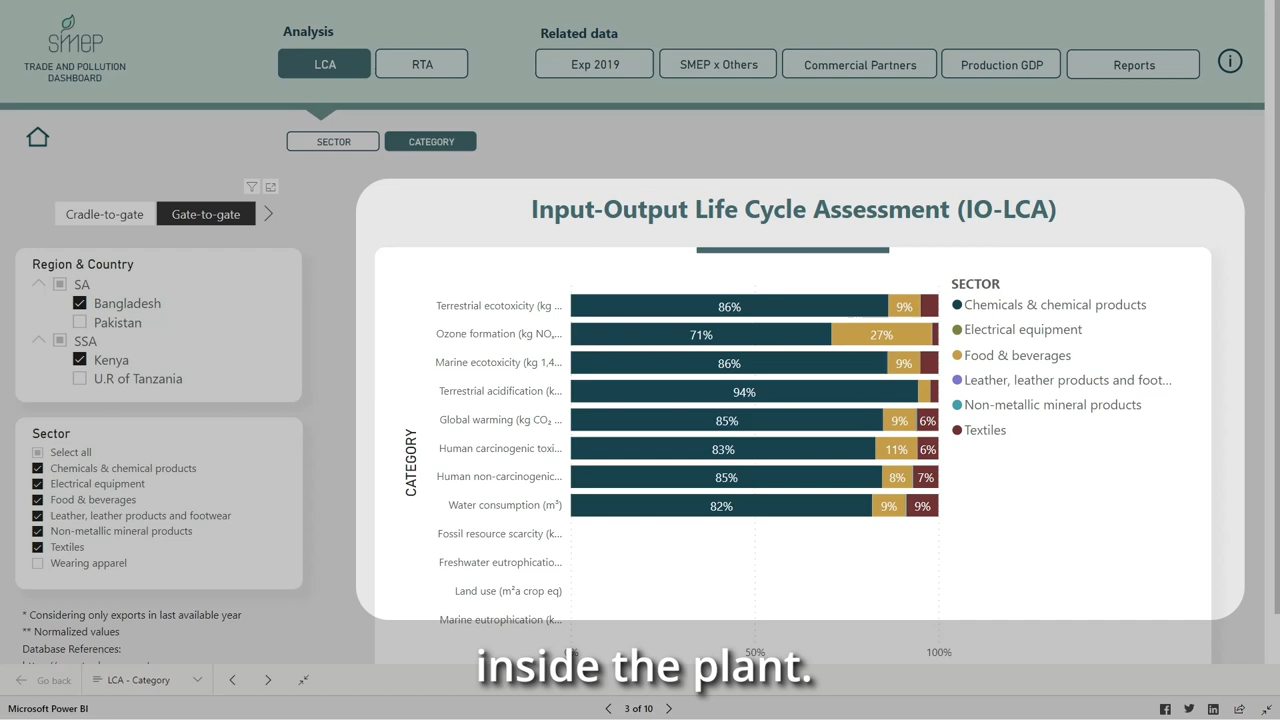 smep
TRADE AND POLLUTION
DASHBOARD
Analysis
LCA
RTA
Related data
Exp 2019
SMEP x Others
Commercial Partners
Production GDP
Reports
i
SECTOR
CATEGORY
Cradle-to-gate
Gate-to-gate
Region & Country
SA
Bangladesh
Pakistan
SSA
Kenya
U.R of Tanzania
Sector
Select all
Chemicals & chemical products
Electrical equipment
Food & beverages
Leather, leather products and footwear
Non-metallic mineral products
Textiles
Wearing apparel
* Considering only exports in last available year
** Normalized values
Database References:
Input-Output Life Cycle Assessment (IO-LCA)
CATEGORY
Terrestrial ecotoxicity (kg ... 86% 9%
Ozone formation (kg NO,... 71% 27%
Marine ecotoxicity (kg 1,4... 86% 9%
Terrestrial acidification (k... 94%
Global warming (kg CO₂ ... 85% 9% 6%
Human carcinogenic toxi... 83% 11% 6%
Human non-carcinogenic... 85% 8% 7%
Water consumption (m³) 82% 9% 9%
Fossil resource scarcity (k...
Freshwater eutrophicatio...
Land use (m²a crop eq)
Marine eutrophication (k...
50% 100%
SECTOR
Chemicals & chemical products
Electrical equipment
Food & beverages
Leather, leather products and foot...
Non-metallic mineral products
Textiles
inside the plant.
Go back
LCA - Category
Microsoft Power BI
3 of 10